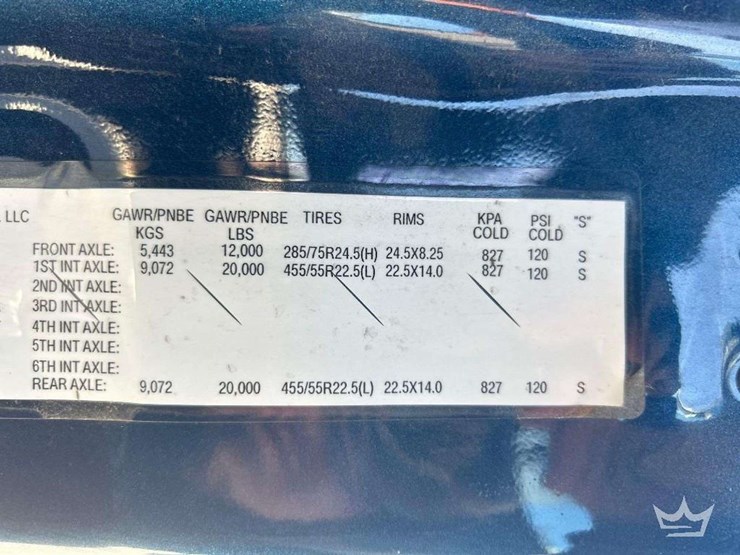 LLC GAWR/PNBE GAWR/PNBE TIRES RIMS KPA PSI "S"
KGS LBS COLD COLD
FRONT AXLE: 5,443 12,000 285/75R24.5(H) 24.5X8.25 827 120 S
1ST INT AXLE: 9,072 20,000 455/55R22.5(L) 22.5X14.0 827 120 S
2ND INT AXLE:
3RD INT AXLE:
4TH INT AXLE:
5TH INT AXLE:
6TH INT AXLE:
REAR AXLE: 9,072 20,000 455/55R22.5(L) 22.5X14.0 827 120 S